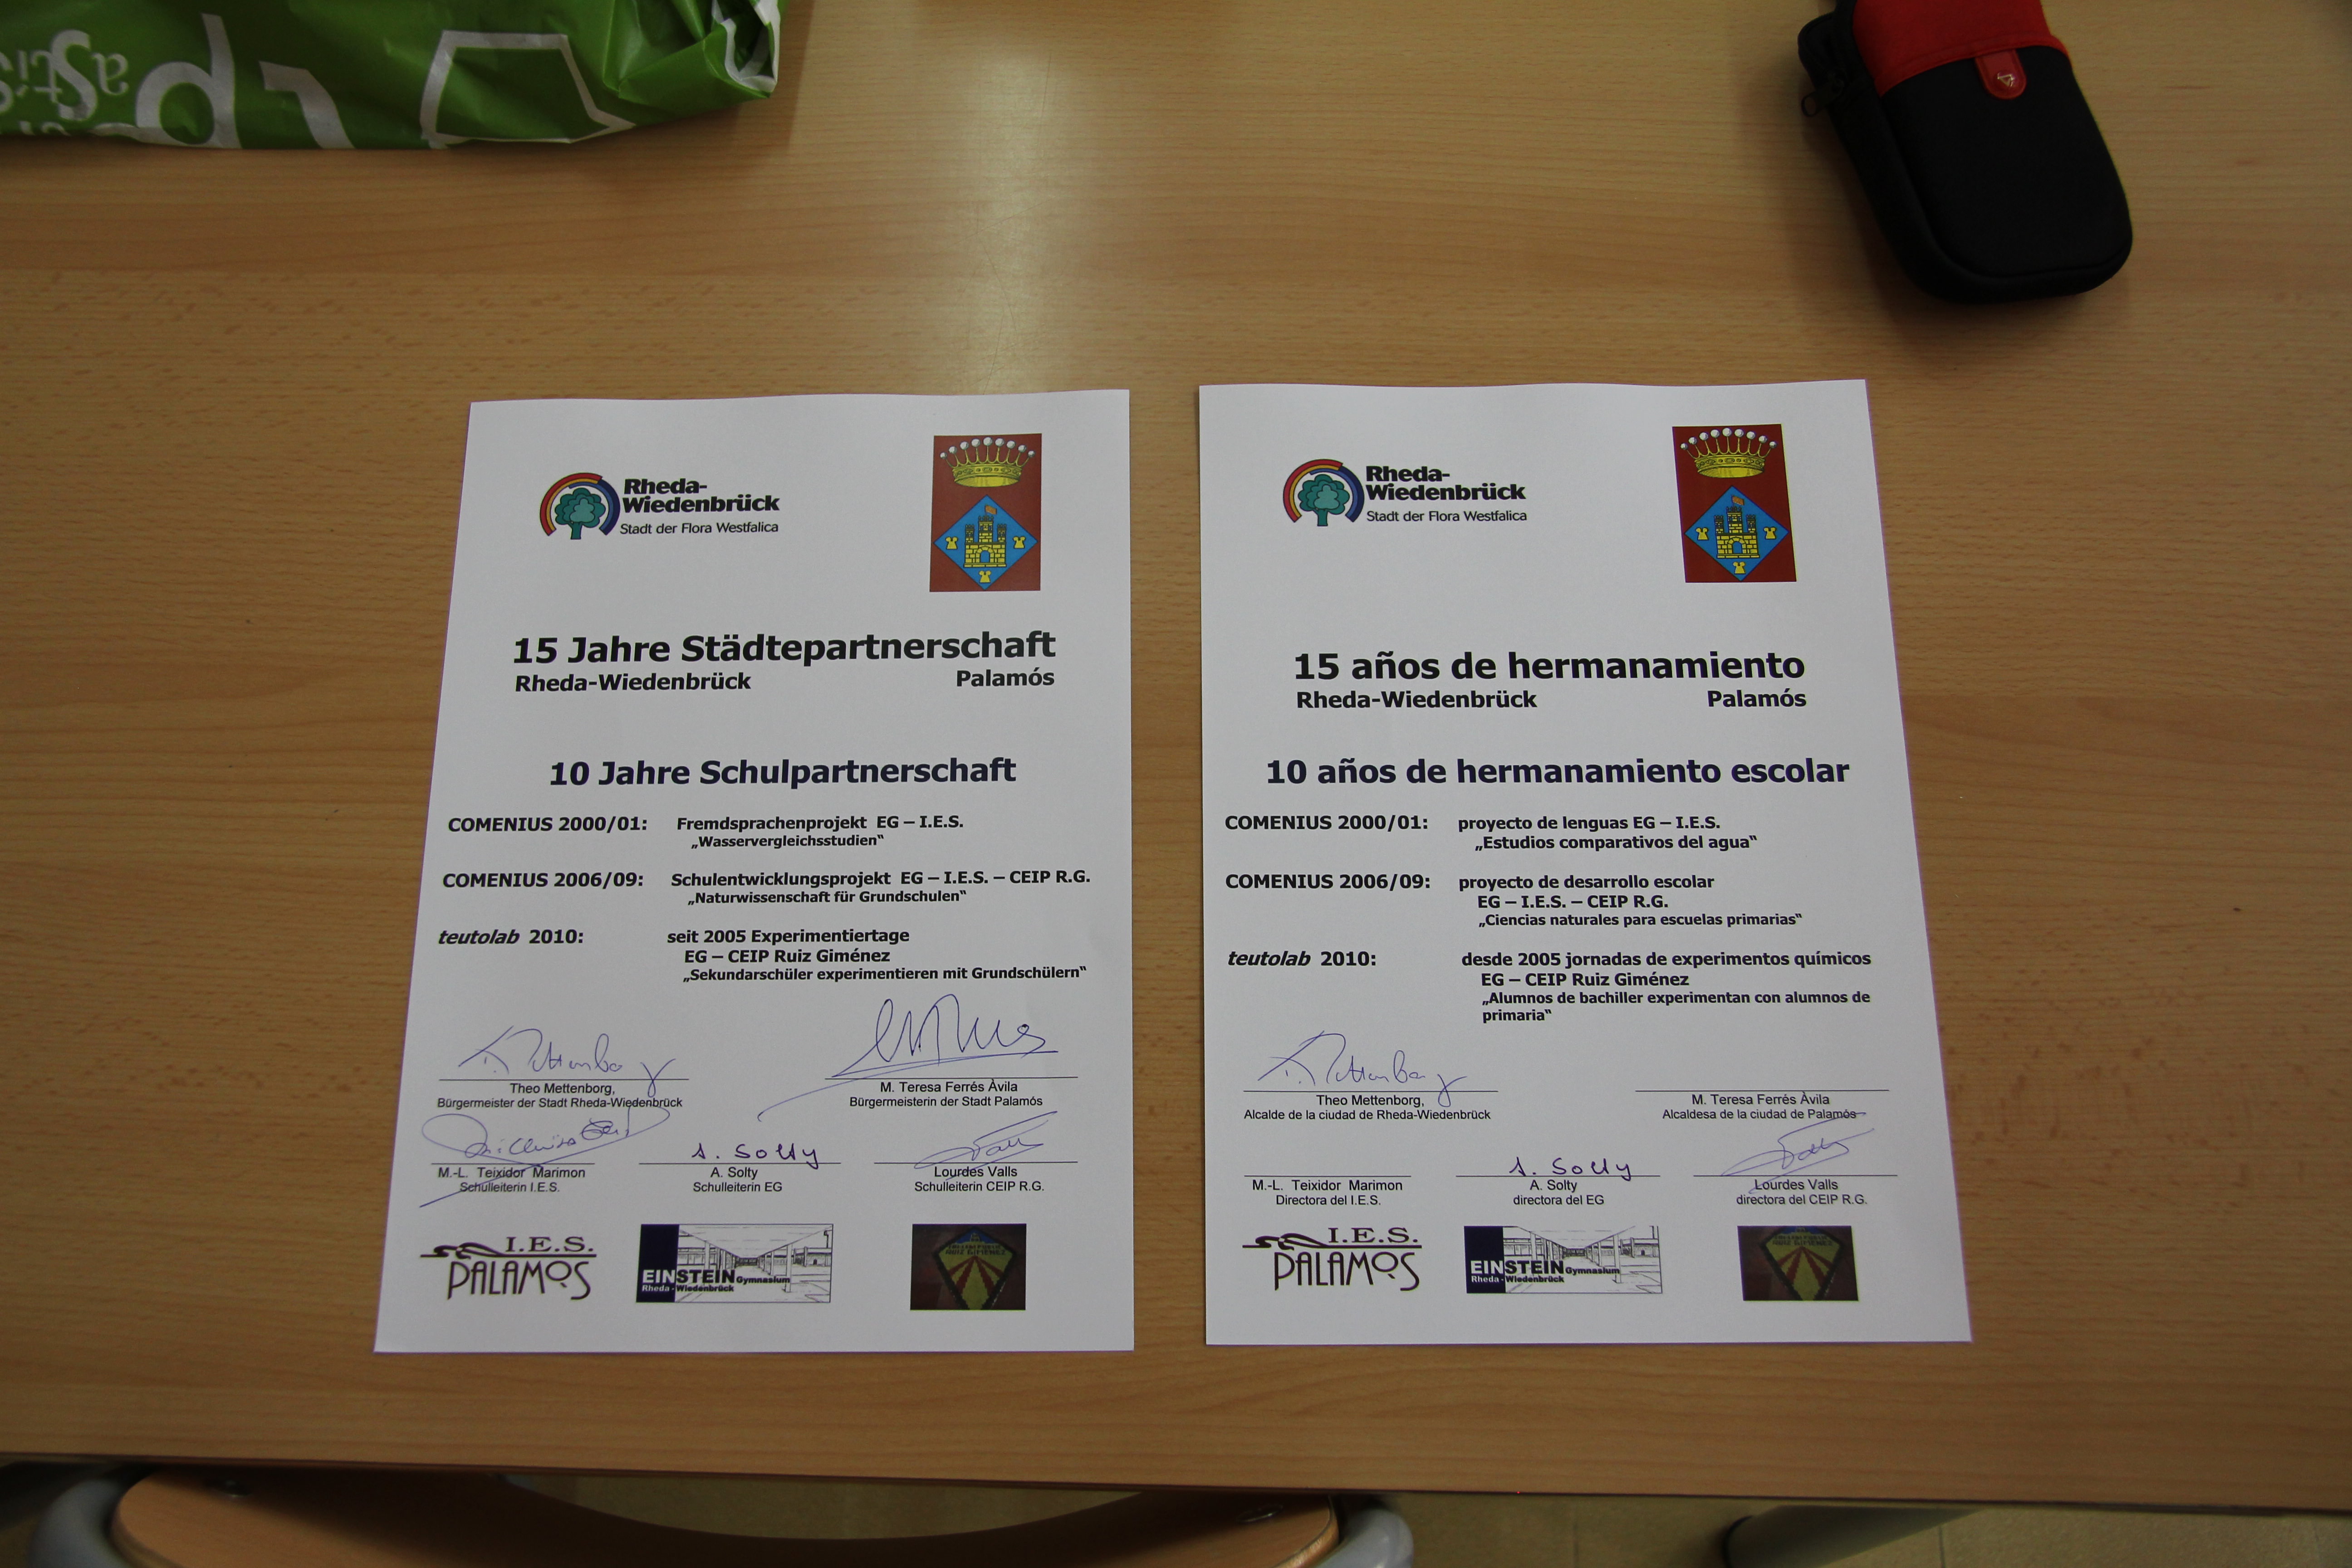 Rheda-
Wiedenbrück
Stadt der Flora Westfalica
15 Jahre Städtepartnerschaft
Rheda-Wiedenbrück Palamós
10 Jahre Schulpartnerschaft
COMENIUS 2000/01: Fremdsprachenprojekt EG – I.E.S.
„Wasservergleichsstudien“
COMENIUS 2006/09: Schulentwicklungsprojekt EG – I.E.S. – CEIP R.G.
„Naturwissenschaft für Grundschulen“
teutolab 2010: seit 2005 Experimentiertage
EG – CEIP Ruiz Giménez
„Sekundarschüler experimentieren mit Grundschülern“
Theo Mettenborg,
Bürgermeister der Stadt Rheda-Wiedenbrück
M. Teresa Ferrés Àvila
Bürgermeisterin der Stadt Palamós
A. Solty
M.-L. Teixidor Marimon
Schulleiterin I.E.S.
A. Solty
Schulleiterin EG
Lourdes Valls
Schulleiterin CEIP R.G.
I.E.S.
PALAMÓS
EINSTEIN Gymnasium
Rheda - Wiedenbrück
Rheda-
Wiedenbrück
Stadt der Flora Westfalica
15 años de hermanamiento
Rheda-Wiedenbrück Palamós
10 años de hermanamiento escolar
COMENIUS 2000/01: proyecto de lenguas EG – I.E.S.
„Estudios comparativos del agua“
COMENIUS 2006/09: proyecto de desarrollo escolar
EG – I.E.S. – CEIP R.G.
„Ciencias naturales para escuelas primarias“
teutolab 2010: desde 2005 jornadas de experimentos químicos
EG – CEIP Ruiz Giménez
„Alumnos de bachiller experimentan con alumnos de
primaria“
Theo Mettenborg,
Alcalde de la ciudad de Rheda-Wiedenbrück
M. Teresa Ferrés Àvila
Alcaldesa de la ciudad de Palamós
A. Solty
M.-L. Teixidor Marimon
Directora del I.E.S.
A. Solty
directora del EG
Lourdes Valls
directora del CEIP R.G.
I.E.S.
PALAMÓS
EINSTEIN Gymnasium
Rheda - Wiedenbrück